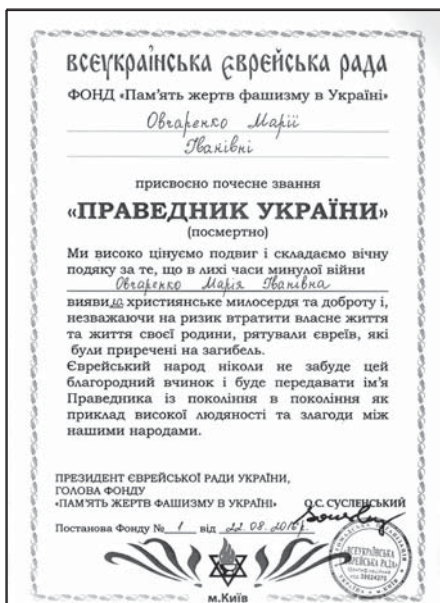 всеукраїнська єврейська рада
ФОНД «Пам'ять жертв фашизму в Україні»
Овчаренко Марії
Іванівні
присвоєно почесне звання
«ПРАВЕДНИК УКРАЇНИ»
(посмертно)
Ми високо цінуємо подвиг і складаємо вічну
подяку за те, що в лихі часи минулої війни
Овчаренко Марія Іванівна
виявила християнське милосердя та доброту і,
незважаючи на ризик втратити власне життя
та життя своєї родини, рятували євреїв, які
були приречені на загибель.
Єврейський народ ніколи не забуде цей
благородний вчинок і буде передавати ім'я
Праведника із покоління в покоління як
приклад високої людяності та злагоди між
нашими народами.
ПРЕЗИДЕНТ ЄВРЕЙСЬКОЇ РАДИ УКРАЇНИ,
ГОЛОВА ФОНДУ
«ПАМ'ЯТЬ ЖЕРТВ ФАШИЗМУ В УКРАЇНІ» О.С. СУСЛЕНСЬКИЙ
Постанова Фонду № 1 від 22.08.2016р
ВСЕУКРАЇНСЬКА
ЄВРЕЙСЬКА РАДА
м.Київ